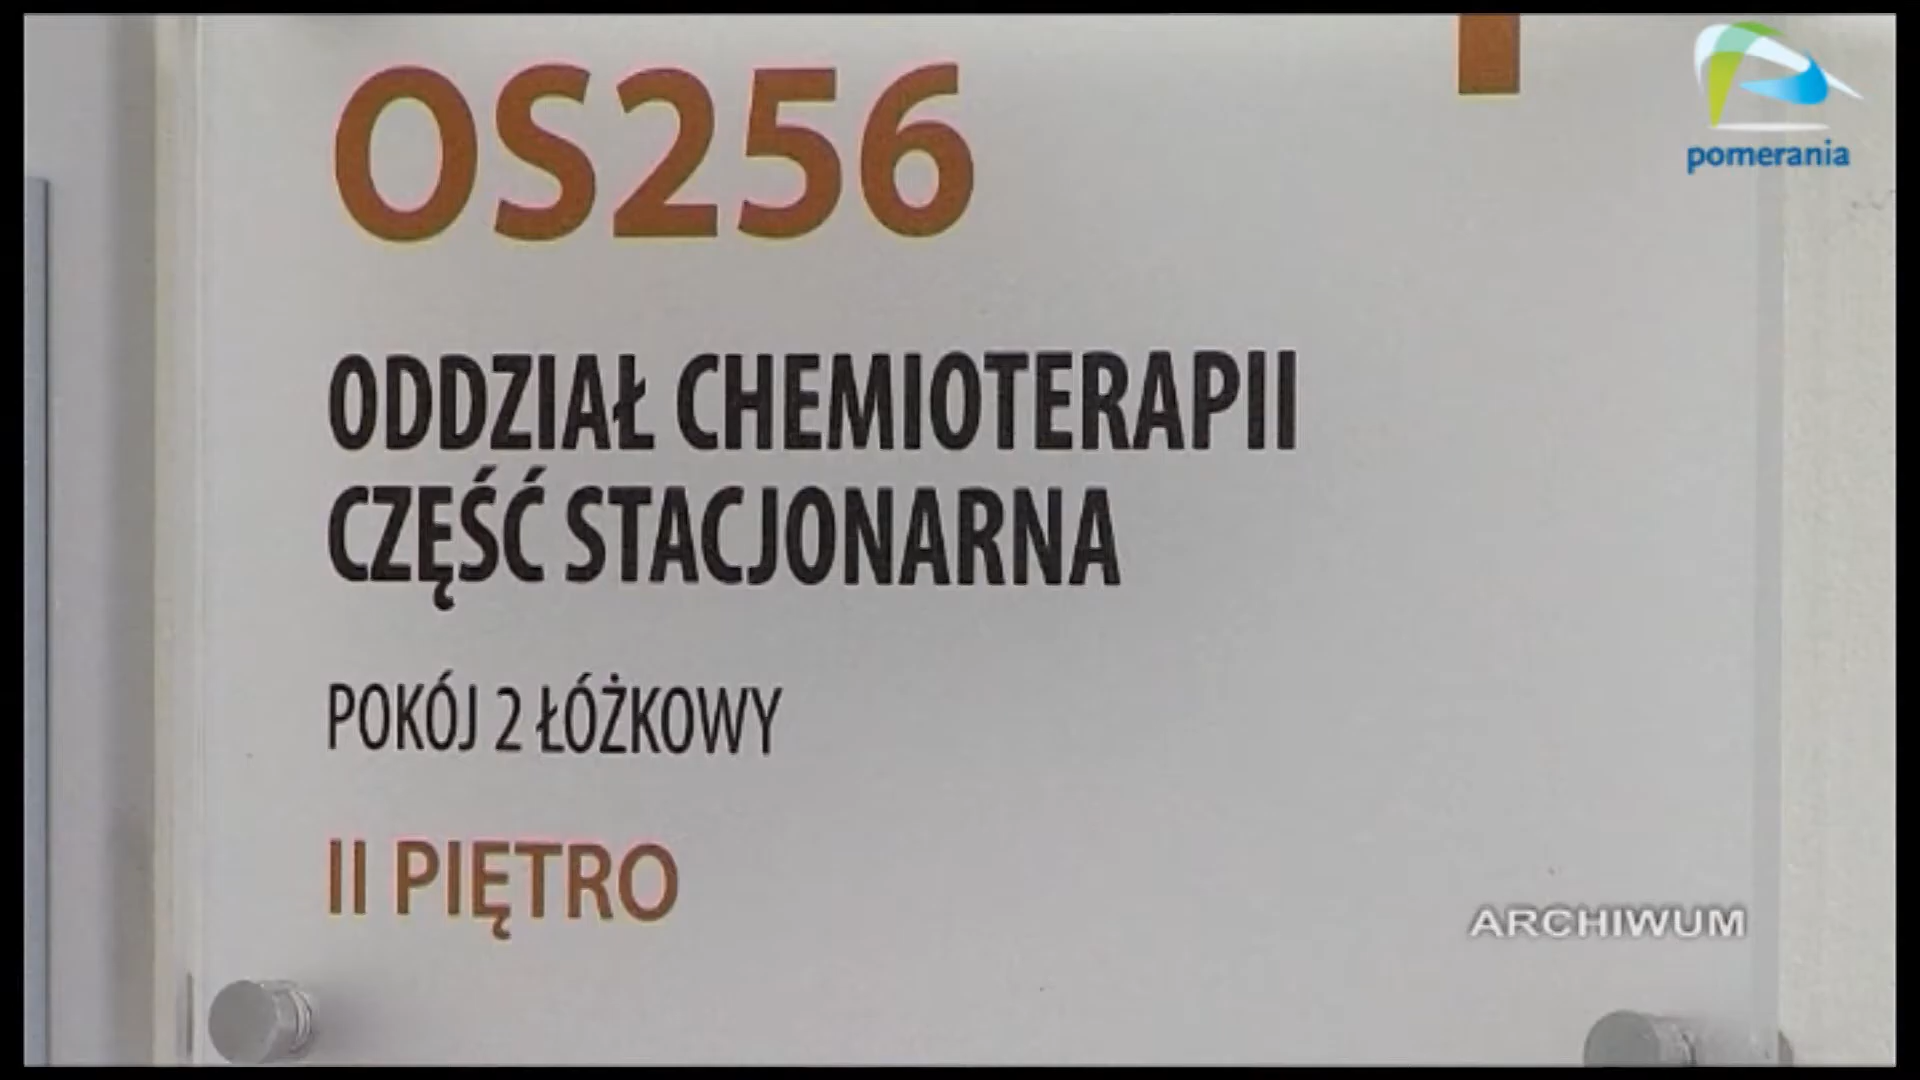 OS256
pomerania
ODDZIAŁ CHEMIOTERAPII
CZĘŚĆ STACJONARNA
POKÓJ 2 ŁÓŻKOWY
II PIĘTRO
ARCHIWUM